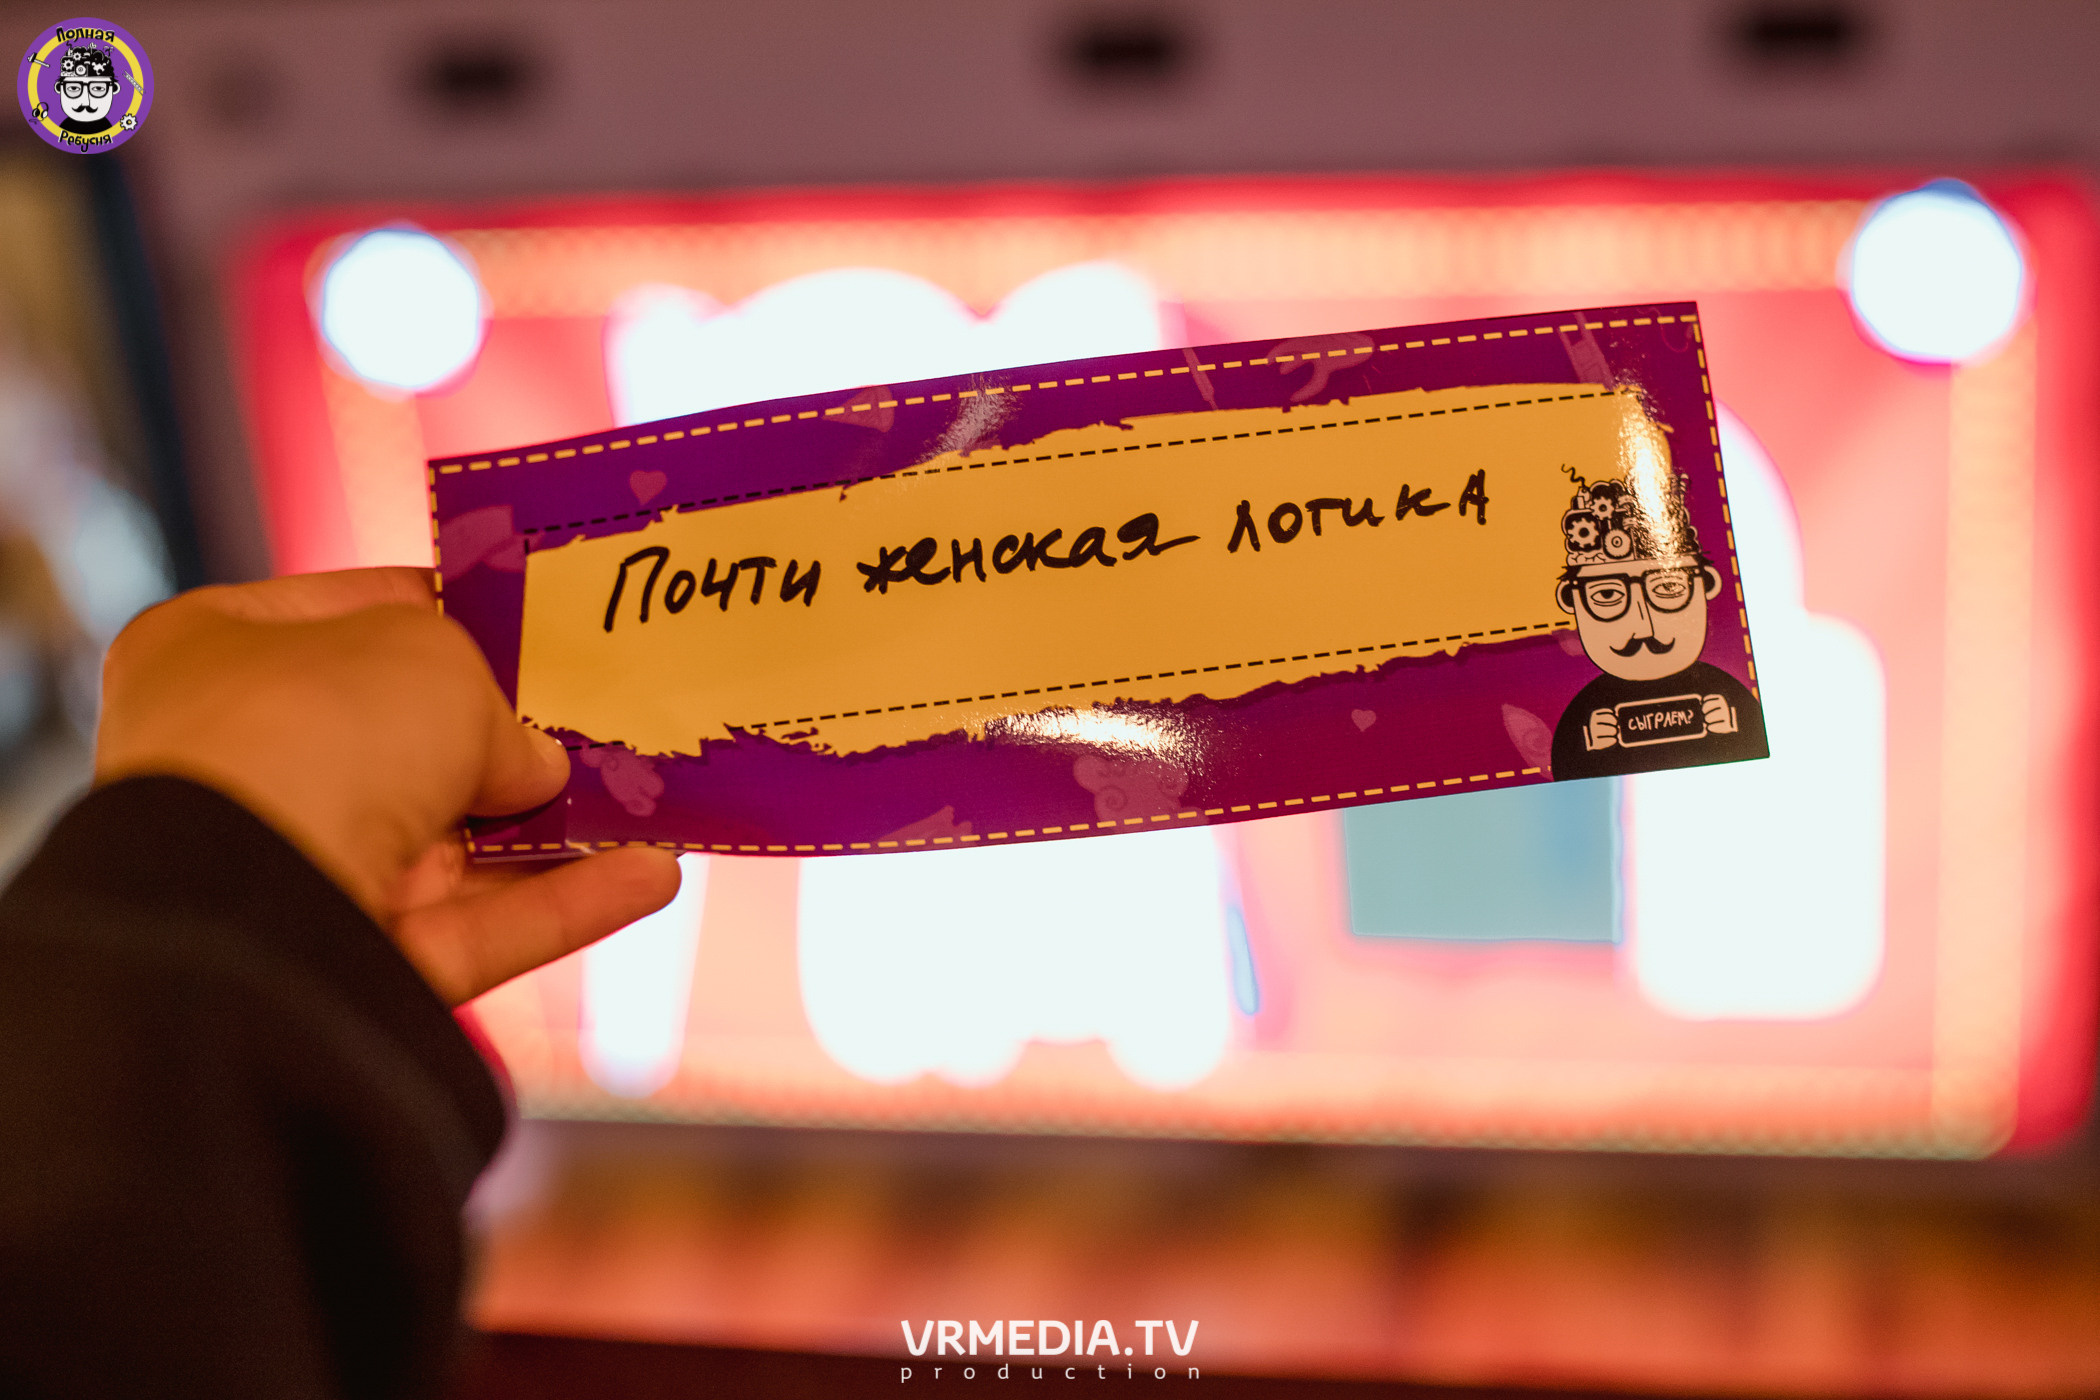 Полная
Ребусня
Почти женская логика
СЫГРАЕМ?
VRMEDIA.TV
production